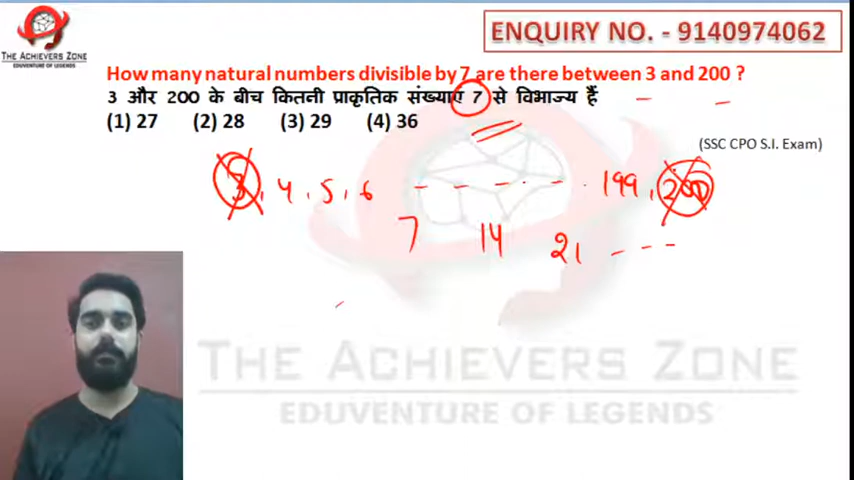 THE ACHIEVERS ZONE
EDUVENTURE OF LEGENDS
ENQUIRY NO. - 9140974062
How many natural numbers divisible by 7 are there between 3 and 200 ?
3 और 200 के बीच कितनी प्राकृतिक संख्याएं 7 से विभाज्य हैं
(1) 27 (2) 28 (3) 29 (4) 36
(SSC CPO S.I. Exam)
3, 4, 5, 6 - - - - - 199, 200
7 14 21 - - -
THE ACHIEVERS ZONE
EDUVENTURE OF LEGENDS